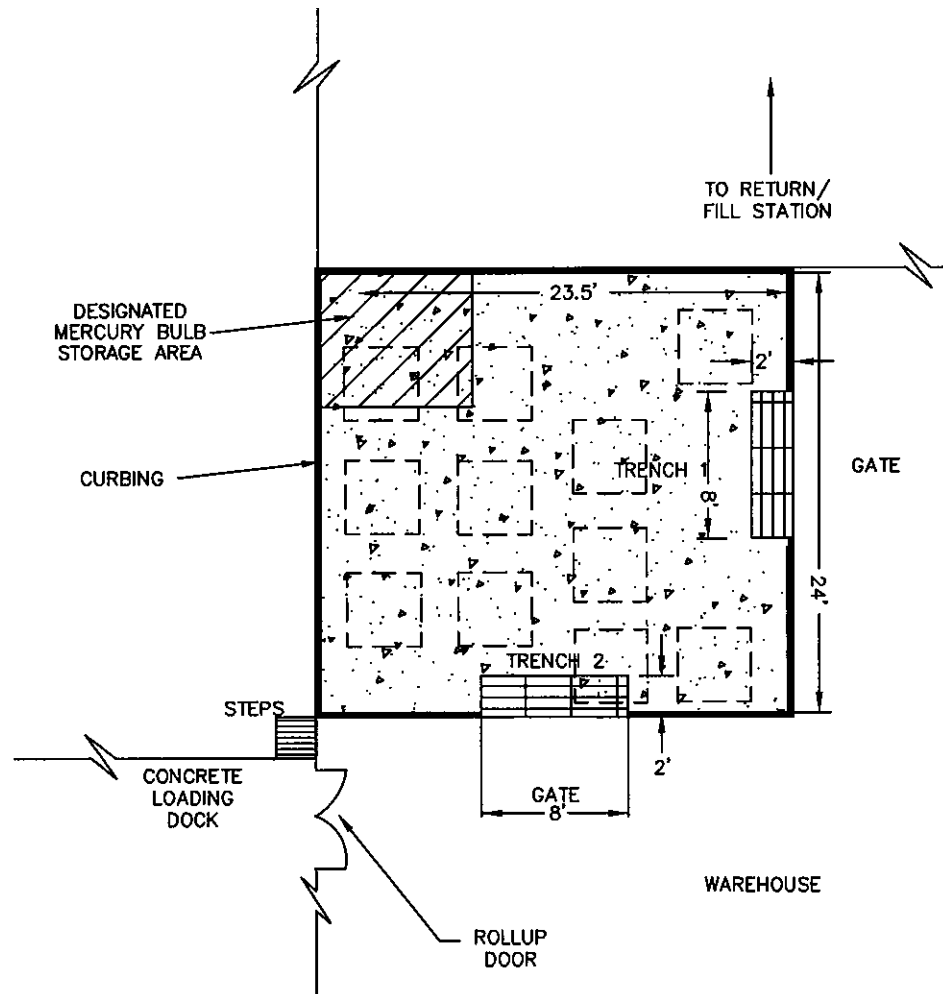 TO RETURN/
FILL STATION
23.5'
DESIGNATED
MERCURY BULB
STORAGE AREA
2'
CURBING
TRENCH 1
8'
GATE
24'
TRENCH 2
STEPS
2'
CONCRETE
LOADING
DOCK
GATE
8'
WAREHOUSE
ROLLUP
DOOR